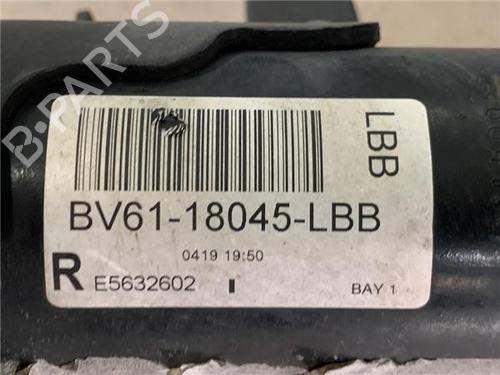 LBB
BV61-18045-LBB
0419 19:50
R E5632602 BAY 1
B-PARTS